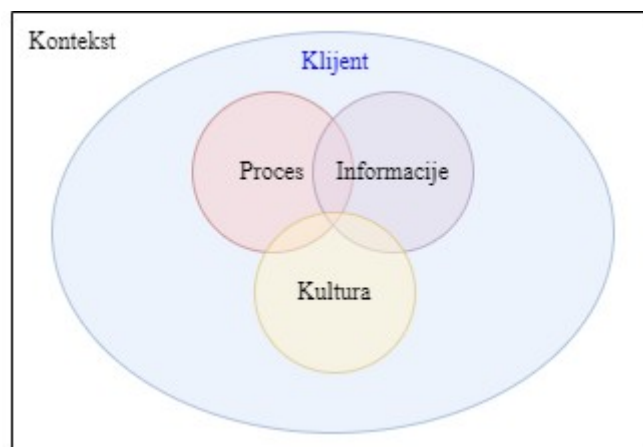 Kontekst
Klijent
Proces
Informacije
Kultura